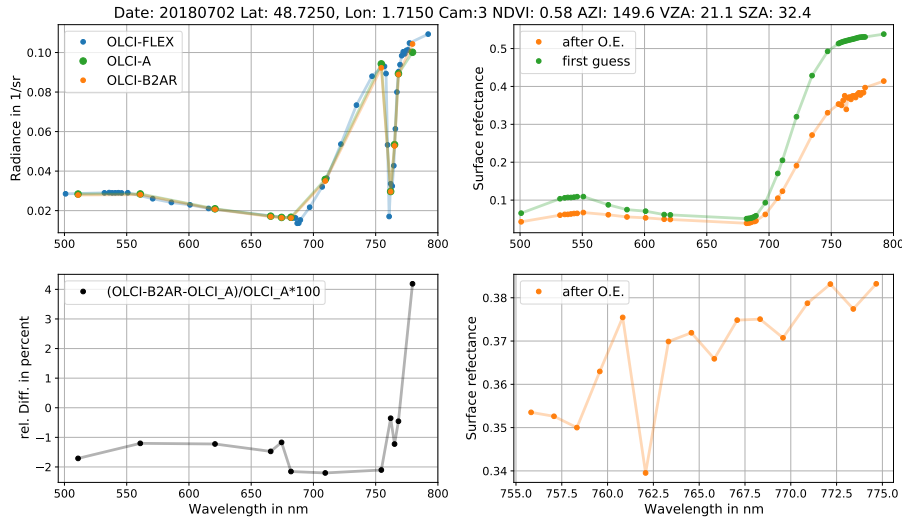 Date: 20180702 Lat: 48.7250, Lon: 1.7150 Cam:3 NDVI: 0.58 AZI: 149.6 VZA: 21.1 SZA: 32.4
Radiance in 1/sr
0.10
0.08
0.06
0.04
0.02
OLCI-FLEX
OLCI-A
OLCI-B2AR
500 550 600 650 700 750 800
Surface refectance
0.5
0.4
0.3
0.2
0.1
after O.E.
first guess
500 550 600 650 700 750 800
rel. Diff. in percent
4
3
2
1
0
−1
−2
(OLCI-B2AR-OLCI_A)/OLCI_A*100
500 550 600 650 700 750 800
Wavelength in nm
Surface refectance
0.38
0.37
0.36
0.35
0.34
after O.E.
755.0 757.5 760.0 762.5 765.0 767.5 770.0 772.5 775.0
Wavelength in nm